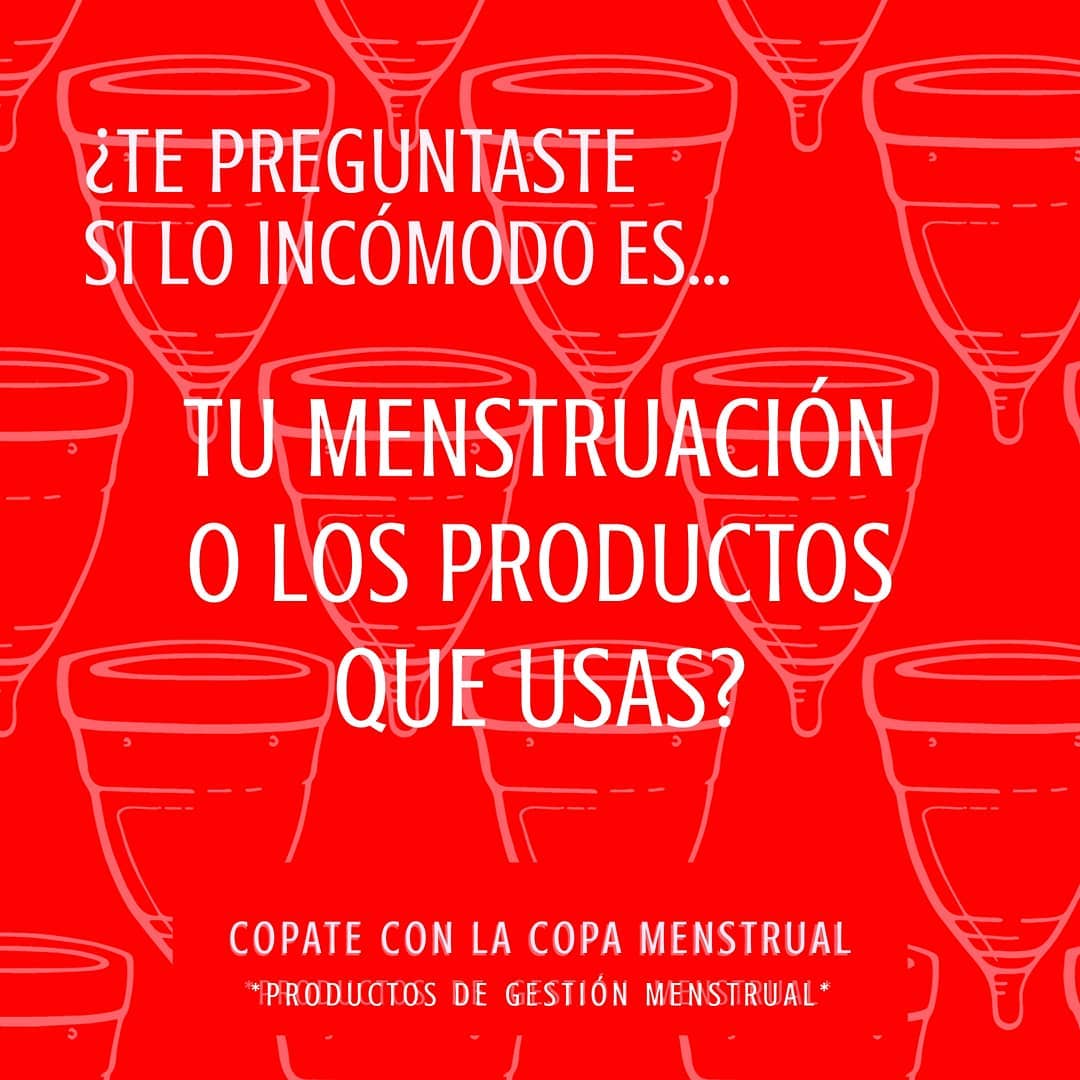 ¿TE PREGUNTASTE
SI LO INCÓMODO ES...
TU MENSTRUACIÓN
O LOS PRODUCTOS
QUE USAS?
COPATE CON LA COPA MENSTRUAL
*PRODUCTOS DE GESTIÓN MENSTRUAL*